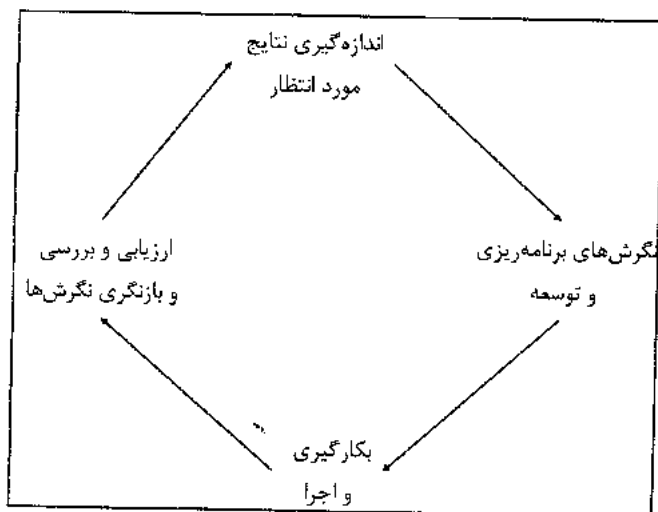 اندازه‌گیری نتایج
مورد انتظار
نگرش‌های برنامه‌ریزی
و توسعه
بکارگیری
و اجرا
ارزیابی و بررسی
و بازنگری نگرش‌ها